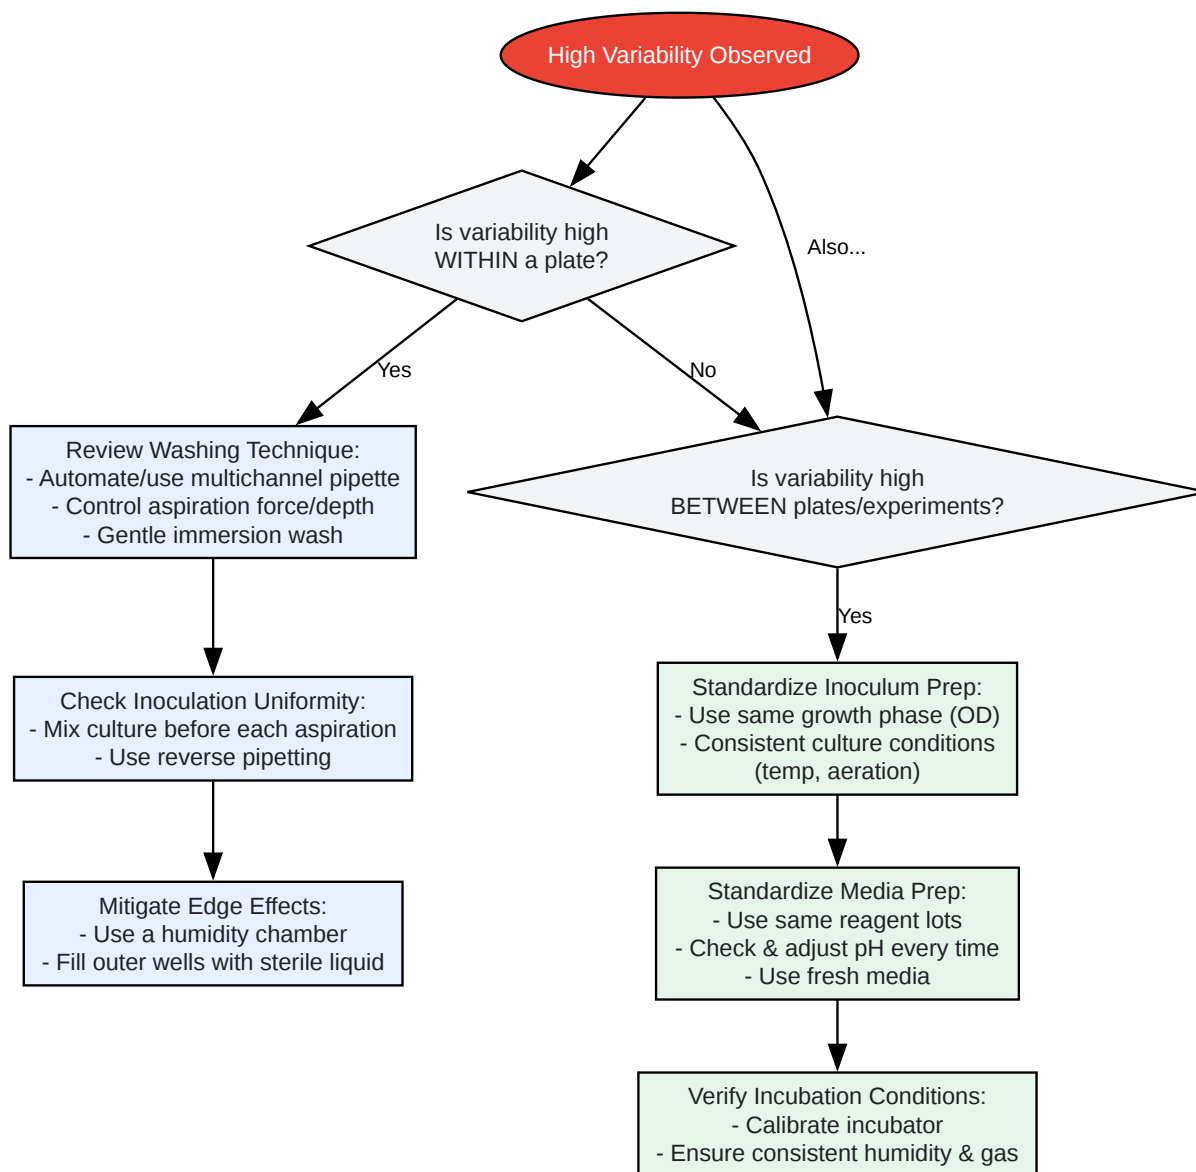 High Variability Observed
Is variability high
WITHIN a plate?
Also...
Yes
No
Review Washing Technique:
- Automate/use multichannel pipette
- Control aspiration force/depth
- Gentle immersion wash
Is variability high
BETWEEN plates/experiments?
Yes
Check Inoculation Uniformity:
- Mix culture before each aspiration
- Use reverse pipetting
Standardize Inoculum Prep:
- Use same growth phase (OD)
- Consistent culture conditions
(temp, aeration)
Mitigate Edge Effects:
- Use a humidity chamber
- Fill outer wells with sterile liquid
Standardize Media Prep:
- Use same reagent lots
- Check & adjust pH every time
- Use fresh media
Verify Incubation Conditions:
- Calibrate incubator
- Ensure consistent humidity & gas